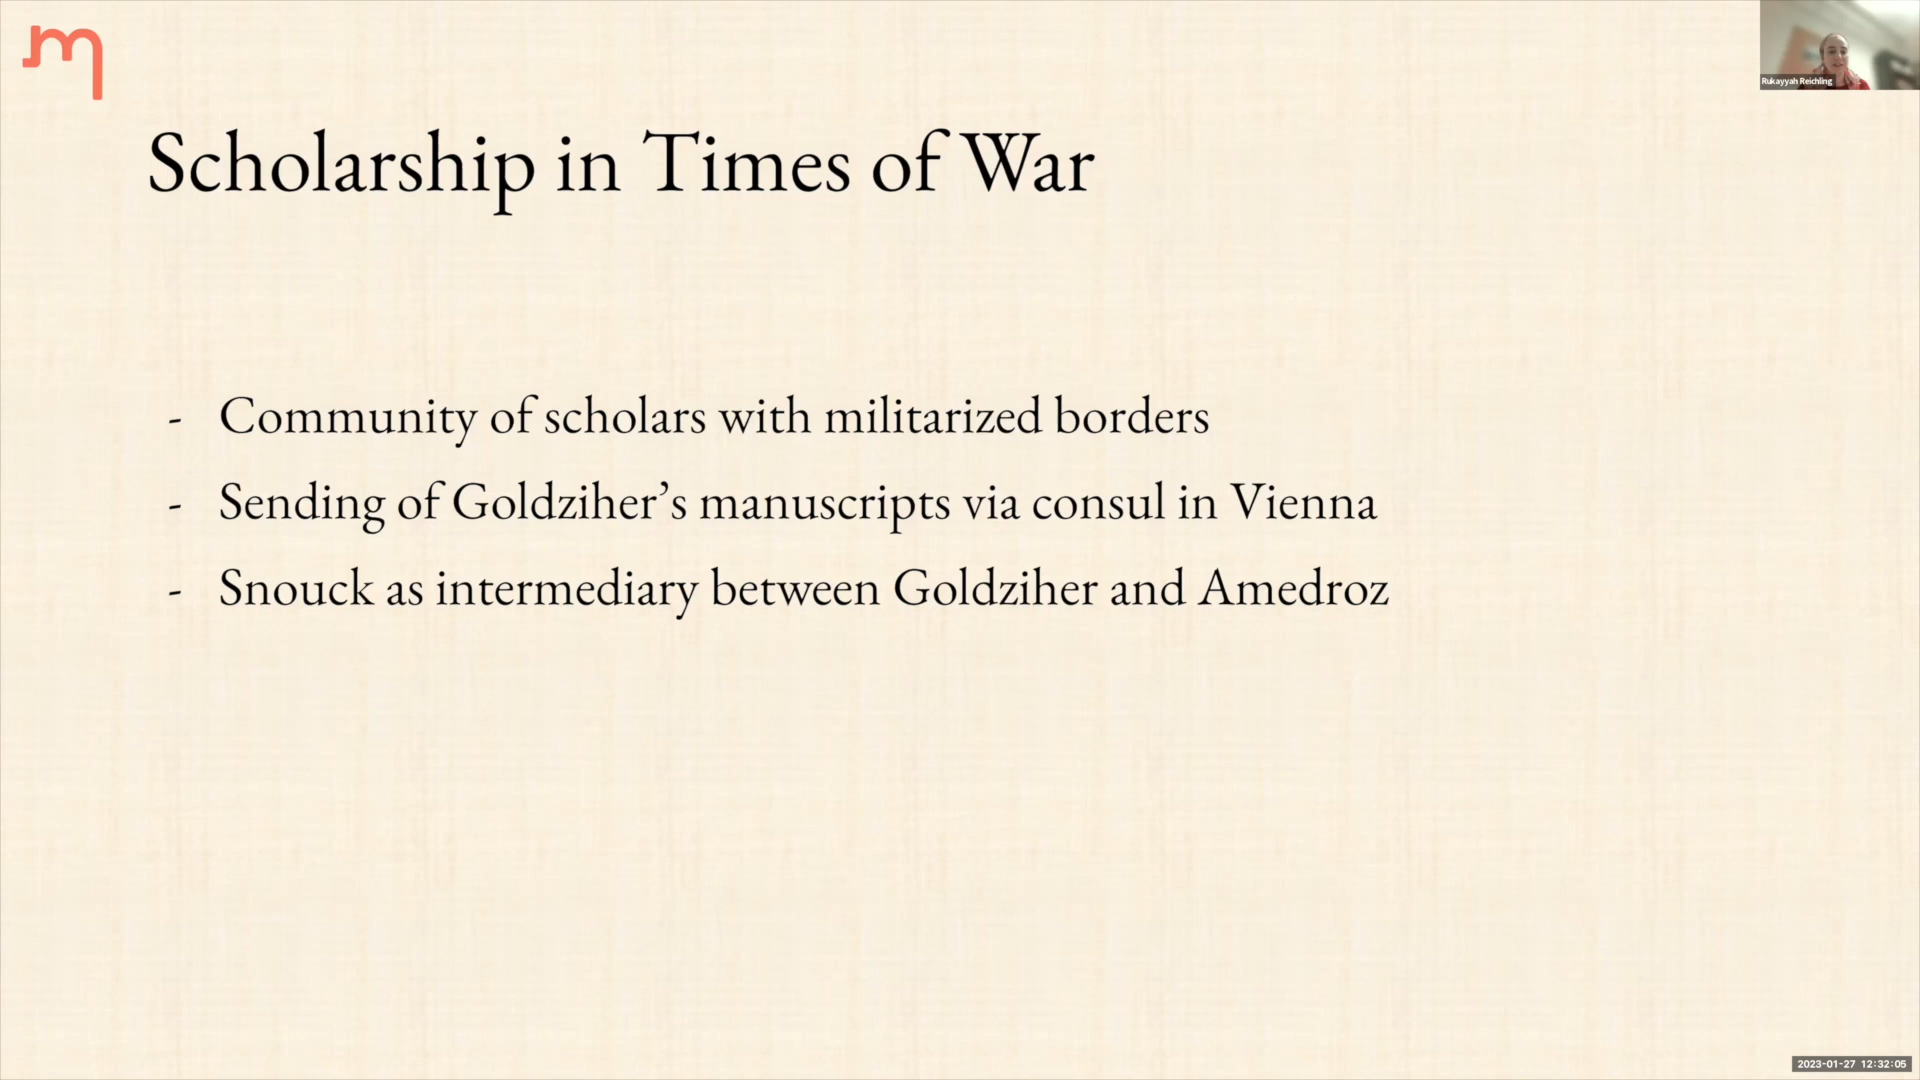 Rukayyah Reichling
Scholarship in Times of War
- Community of scholars with militarized borders
- Sending of Goldziher’s manuscripts via consul in Vienna
- Snouck as intermediary between Goldziher and Amedroz
2023-01-27 12:32:05